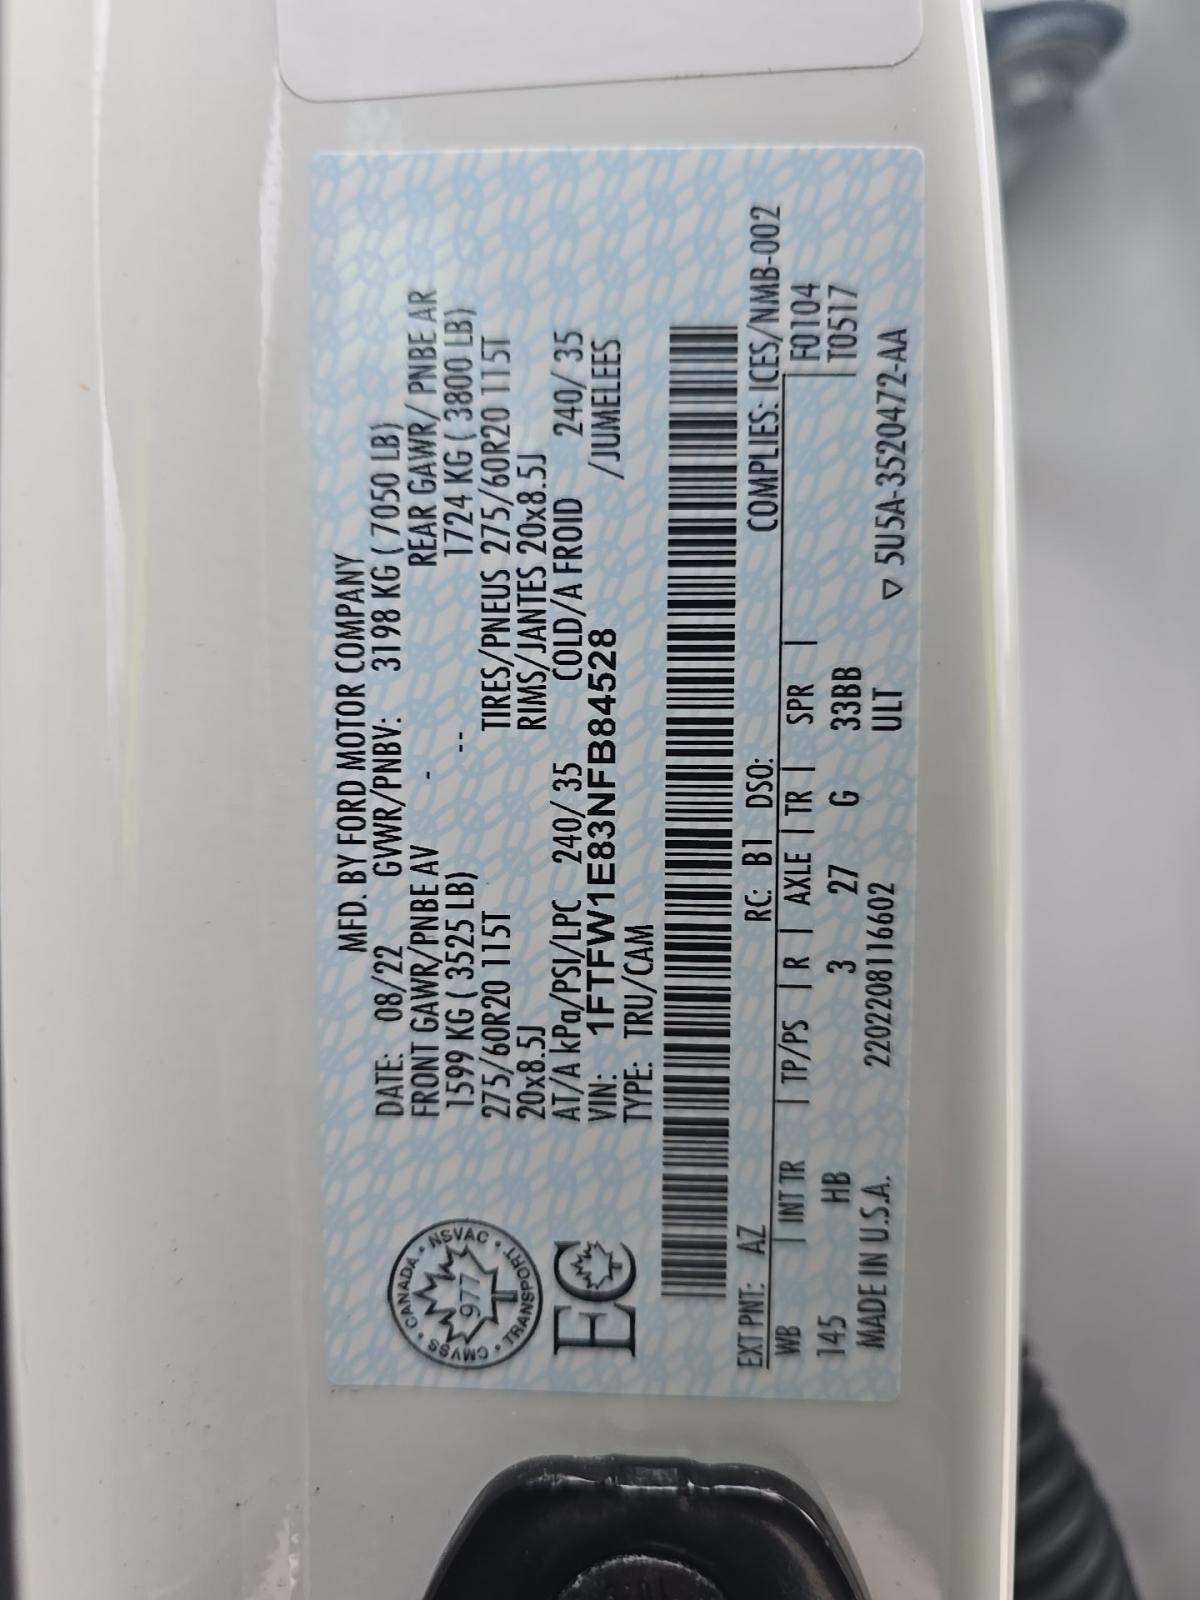 MFD. BY FORD MOTOR COMPANY
DATE: 08/22 GVWR/PNBV: 3198 KG ( 7050 LB)
FRONT GAWR/PNBE AV - REAR GAWR/ PNBE AR
1599 KG ( 3525 LB) -- 1724 KG ( 3800 LB)
275/60R20 115T TIRES/PNEUS 275/60R20 115T
20x8.5J RIMS/JANTES 20x8.5J
AT/A kPa/PSI/LPC 240/ 35 COLD/A FROID 240/ 35
VIN: 1FTFW1E83NFB84528 /JUMELEES
TYPE: TRU/CAM
CANADA • NSVAC • TRANSPORT • CMVSS •
977
EC
RC: B1 DSO: COMPLIES: ICES/NMB-002
EXT PNT: AZ F0104
WB | INT TR | TP/PS | R | AXLE | TR | SPR | T0517
145 HB 3 27 G 33BB
MADE IN U.S.A. 2202208116602 ULT ▽ 5U5A-3520472-AA